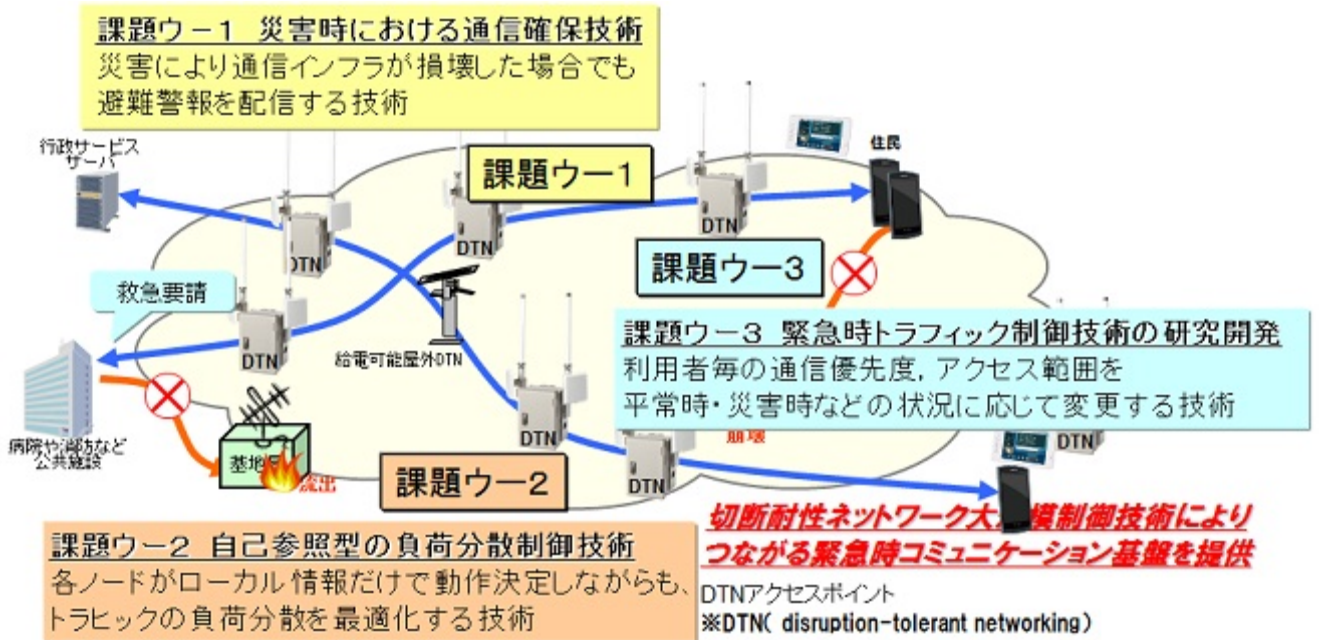 課題ウー1 災害時における通信確保技術
災害により通信インフラが損壊した場合でも
避難警報を配信する技術
行政サービス
サーバ
課題ウー1
住民
DTN
DTN
DTN
課題ウー3
救急要請
DTN
給電可能屋外DTN
課題ウー3 緊急時トラフィック制御技術の研究開発
利用者毎の通信優先度，アクセス範囲を
平常時・災害時などの状況に応じて変更する技術
病院や消防など
公共施設
DTN
崩壊
DTN
基地
流出
課題ウー2
DTN
切断耐性ネットワーク大 模制御技術により
つながる緊急時コミュニケーション基盤を提供
課題ウー2 自己参照型の負荷分散制御技術
各ノードがローカル情報だけで動作決定しながらも、
トラヒックの負荷分散を最適化する技術
DTNアクセスポイント
※DTN( disruption-tolerant networking)